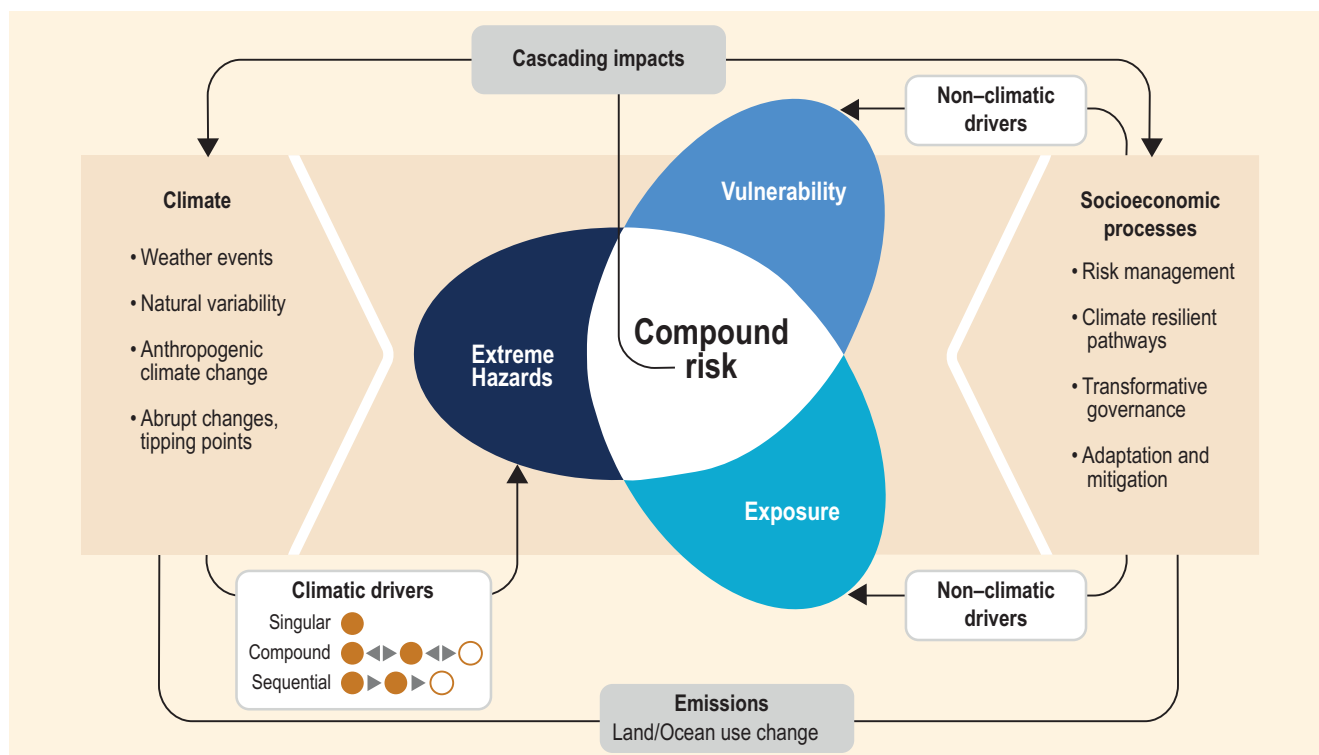 Cascading impacts
Non–climatic
drivers
Climate
• Weather events
• Natural variability
• Anthropogenic
climate change
• Abrupt changes,
tipping points
Vulnerability
Extreme
Hazards
Compound
risk
Exposure
Socioeconomic
processes
• Risk management
• Climate resilient
pathways
• Transformative
governance
• Adaptation and
mitigation
Climatic drivers
Singular
Compound
Sequential
Non–climatic
drivers
Emissions
Land/Ocean use change